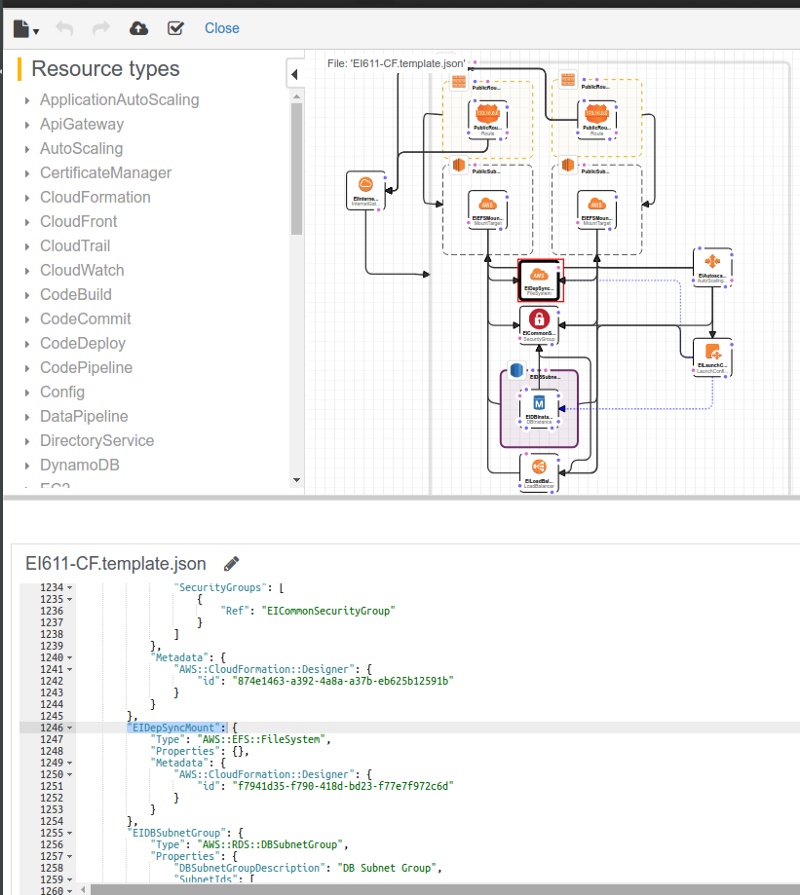 Close
Resource types
ApplicationAutoScaling
ApiGateway
AutoScaling
CertificateManager
CloudFormation
CloudFront
CloudTrail
CloudWatch
CodeBuild
CodeCommit
CodeDeploy
CodePipeline
Config
DataPipeline
DirectoryService
DynamoDB
EC2
File: 'EI611-CF.template.json'
PublicRou...
PublicRou...
PublicRou...
Route
PublicRou...
Route
PublicSub...
PublicSub...
EIInterne...
InternetGat...
EIEFSMoun...
MountTarget
EIEFSMoun...
MountTarget
AWS
AWS
AWS
EIDepSync...
FileSystem
EIAutosca...
AutoScaling...
EICommonS...
SecurityGroup
EILaunchC...
LaunchConfi...
EIDBSubne...
M
EIDBInsta...
DBInstance
EILoadBal...
LoadBalancer
EI611-CF.template.json
1234 "SecurityGroups": [
1235 {
1236 "Ref": "EICommonSecurityGroup"
1237 }
1238 ]
1239 },
1240 "Metadata": {
1241 "AWS::CloudFormation::Designer": {
1242 "id": "874e1463-a392-4a8a-a37b-eb625b12591b"
1243 }
1244 }
1245 },
1246 "EIDepSyncMount": {
1247 "Type": "AWS::EFS::FileSystem",
1248 "Properties": {},
1249 "Metadata": {
1250 "AWS::CloudFormation::Designer": {
1251 "id": "f7941d35-f790-418d-bd23-f77e7f972c6d"
1252 }
1253 }
1254 },
1255 "EIDBSubnetGroup": {
1256 "Type": "AWS::RDS::DBSubnetGroup",
1257 "Properties": {
1258 "DBSubnetGroupDescription": "DB Subnet Group",
1259 "SubnetIds": [
1260